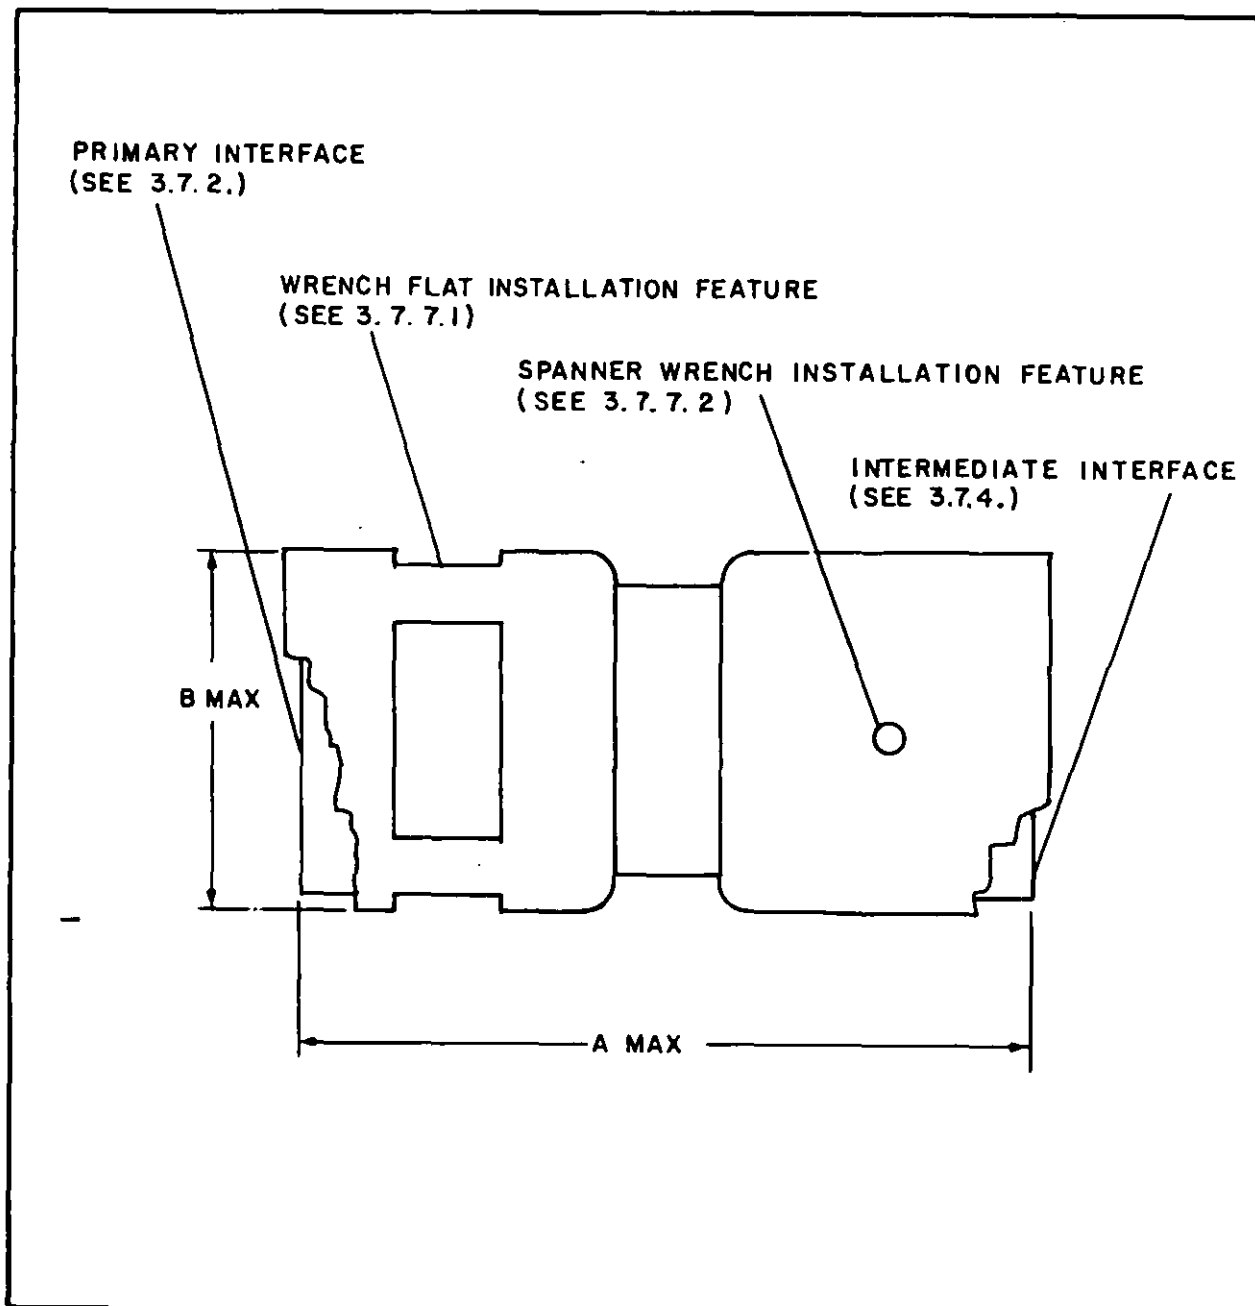 PRIMARY INTERFACE
(SEE 3.7.2.)
WRENCH FLAT INSTALLATION FEATURE
(SEE 3.7.7.1)
SPANNER WRENCH INSTALLATION FEATURE
(SEE 3.7.7.2)
INTERMEDIATE INTERFACE
(SEE 3.7.4.)
B MAX
A MAX